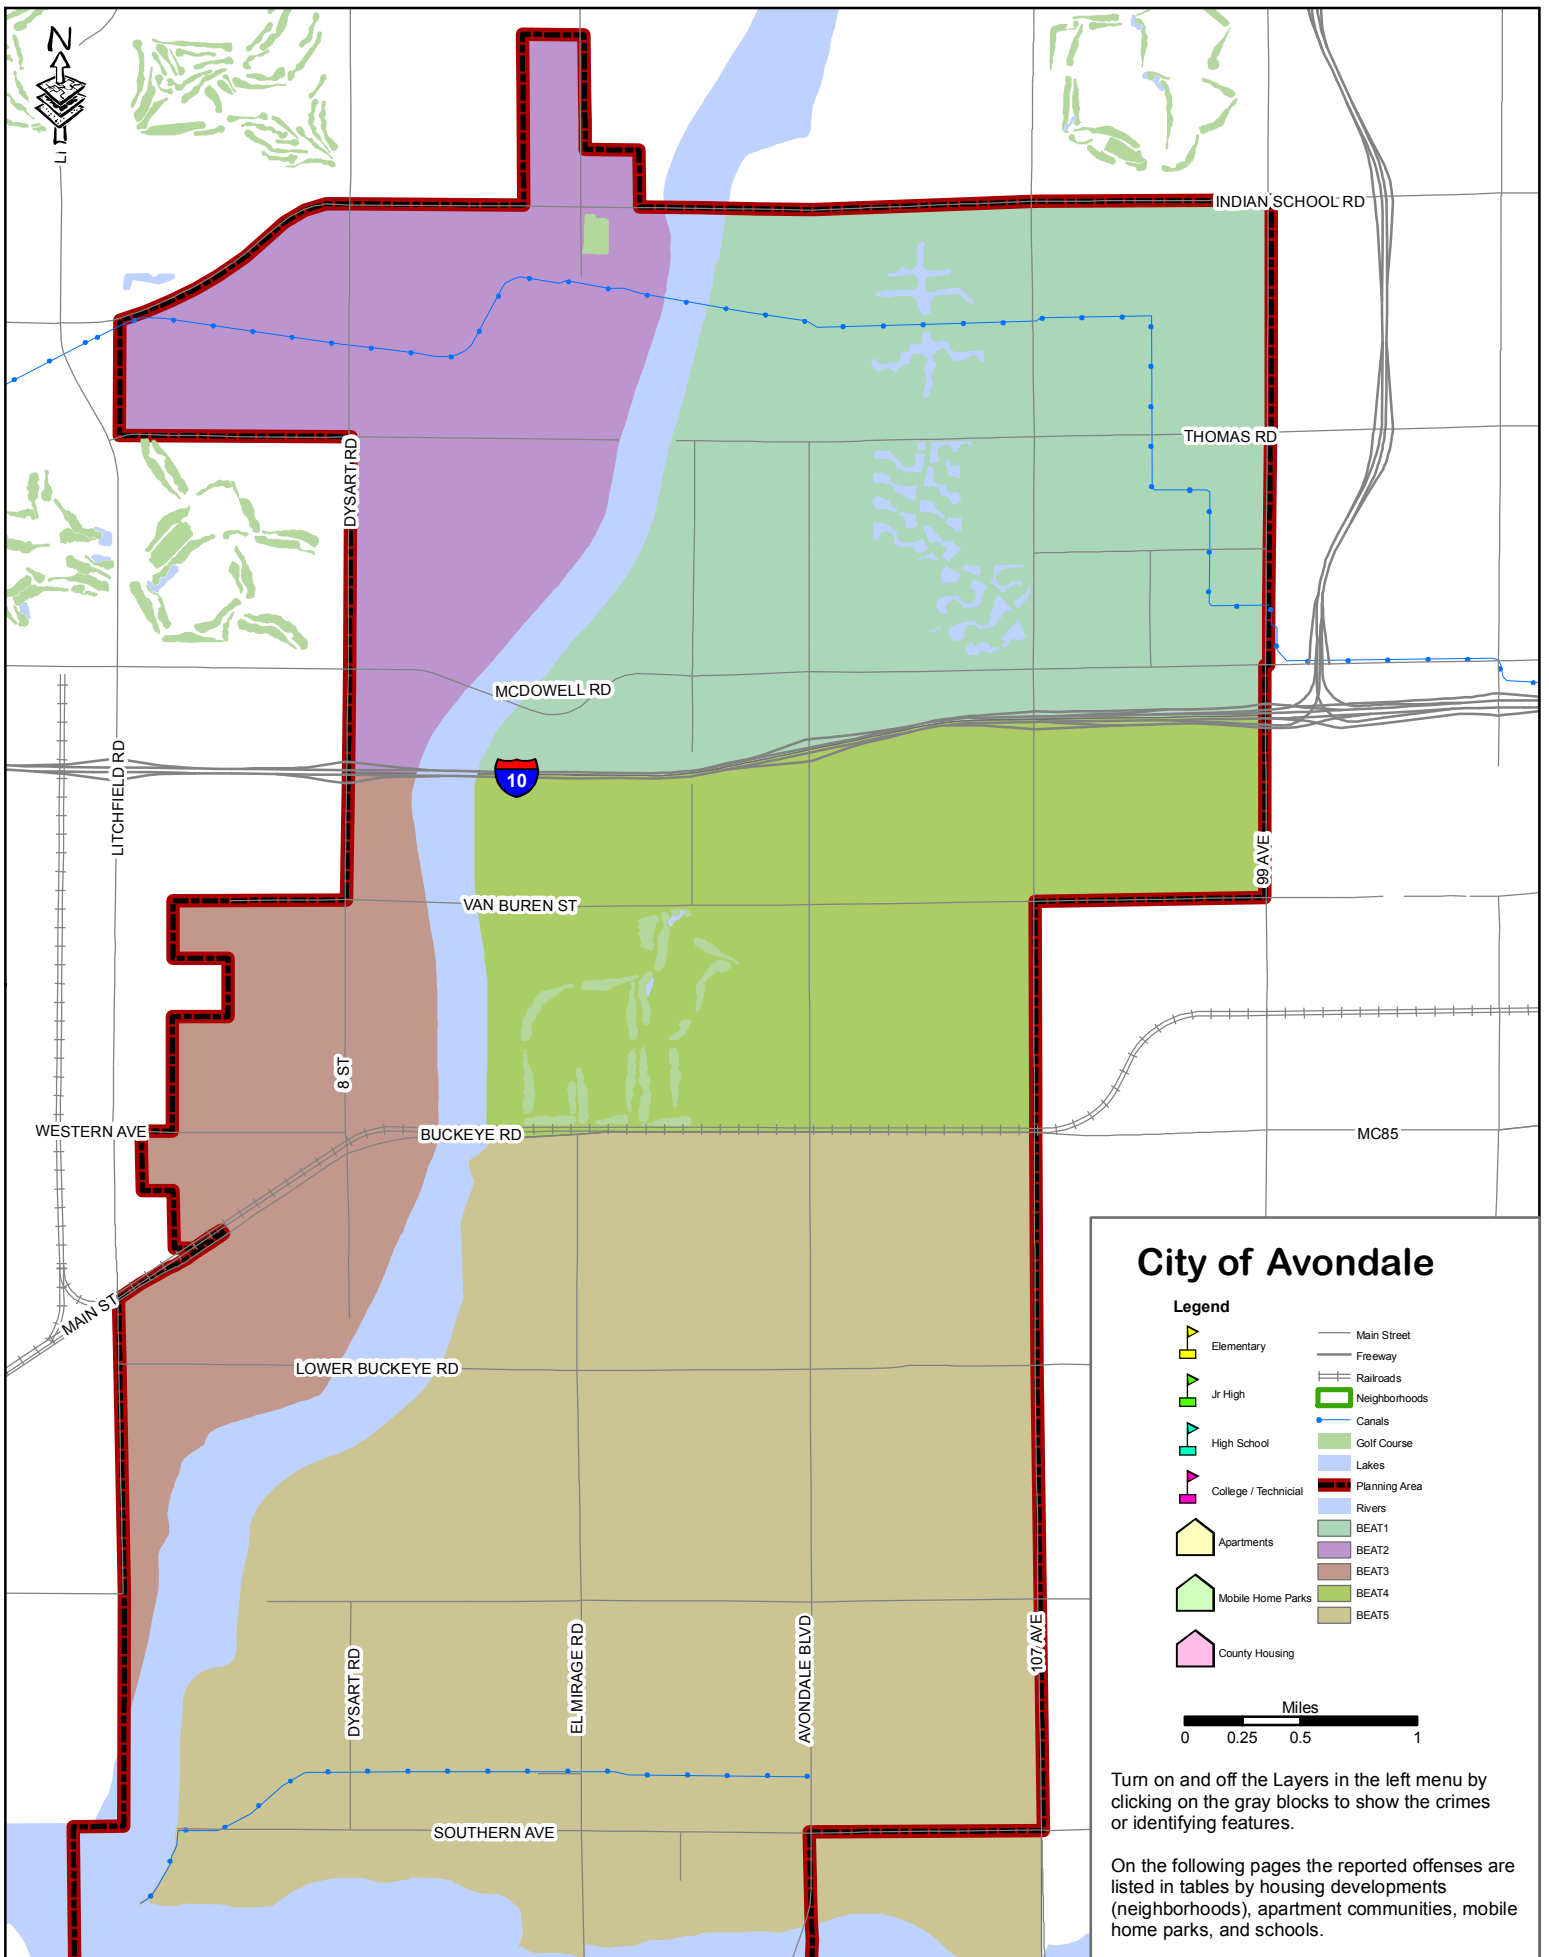 N
LI
INDIAN SCHOOL RD
THOMAS RD
DYSART RD
MCDOWELL RD
LITCHFIELD RD
10
99 AVE
VAN BUREN ST
8 ST
WESTERN AVE
BUCKEYE RD
MC85
MAIN ST
LOWER BUCKEYE RD
DYSART RD
EL MIRAGE RD
AVONDALE BLVD
107 AVE
SOUTHERN AVE
City of Avondale
Legend
Elementary
Jr High
High School
College / Technicial
Apartments
Mobile Home Parks
County Housing
Main Street
Freeway
Railroads
Neighborhoods
Canals
Golf Course
Lakes
Planning Area
Rivers
BEAT1
BEAT2
BEAT3
BEAT4
BEAT5
Miles
0 0.25 0.5 1
Turn on and off the Layers in the left menu by
clicking on the gray blocks to show the crimes
or identifying features.
On the following pages the reported offenses are
listed in tables by housing developments
(neighborhoods), apartment communities, mobile
home parks, and schools.